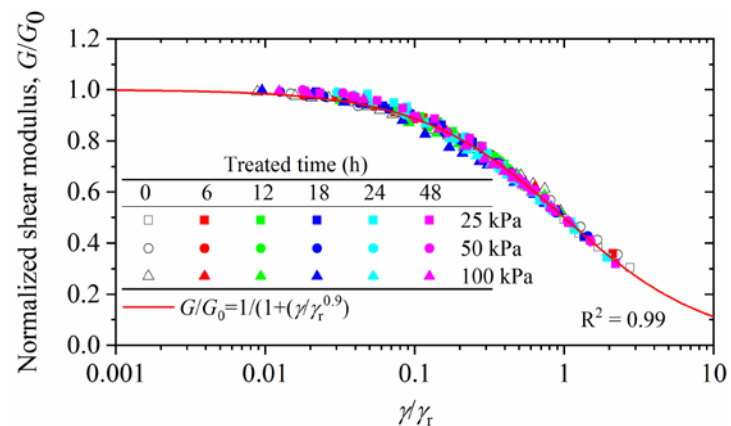 Normalized shear modulus, G/G₀
1.2
1.0
0.8
0.6
0.4
0.2
0.0
Treated time (h)
0 6 12 18 24 48
25 kPa
50 kPa
100 kPa
G/G₀=1/(1+(γ/γᵣ^0.9)
R² = 0.99
0.001 0.01 0.1 1 10
γ/γᵣ